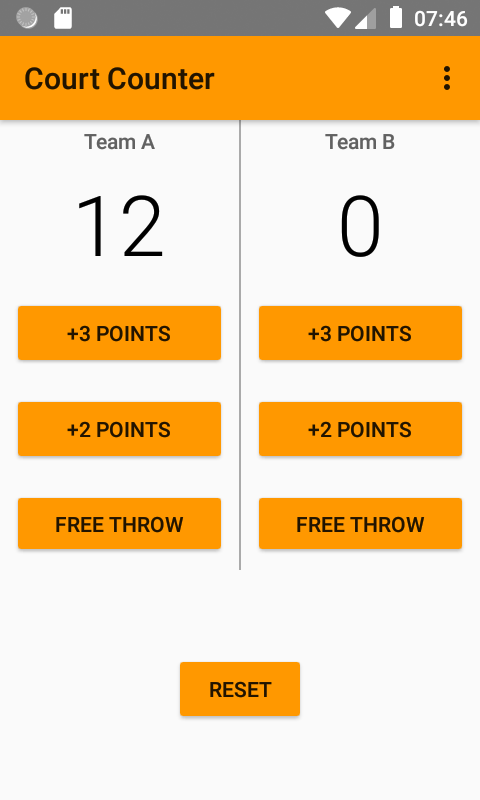 07:46
Court Counter
Team A
Team B
12
0
+3 POINTS
+3 POINTS
+2 POINTS
+2 POINTS
FREE THROW
FREE THROW
RESET